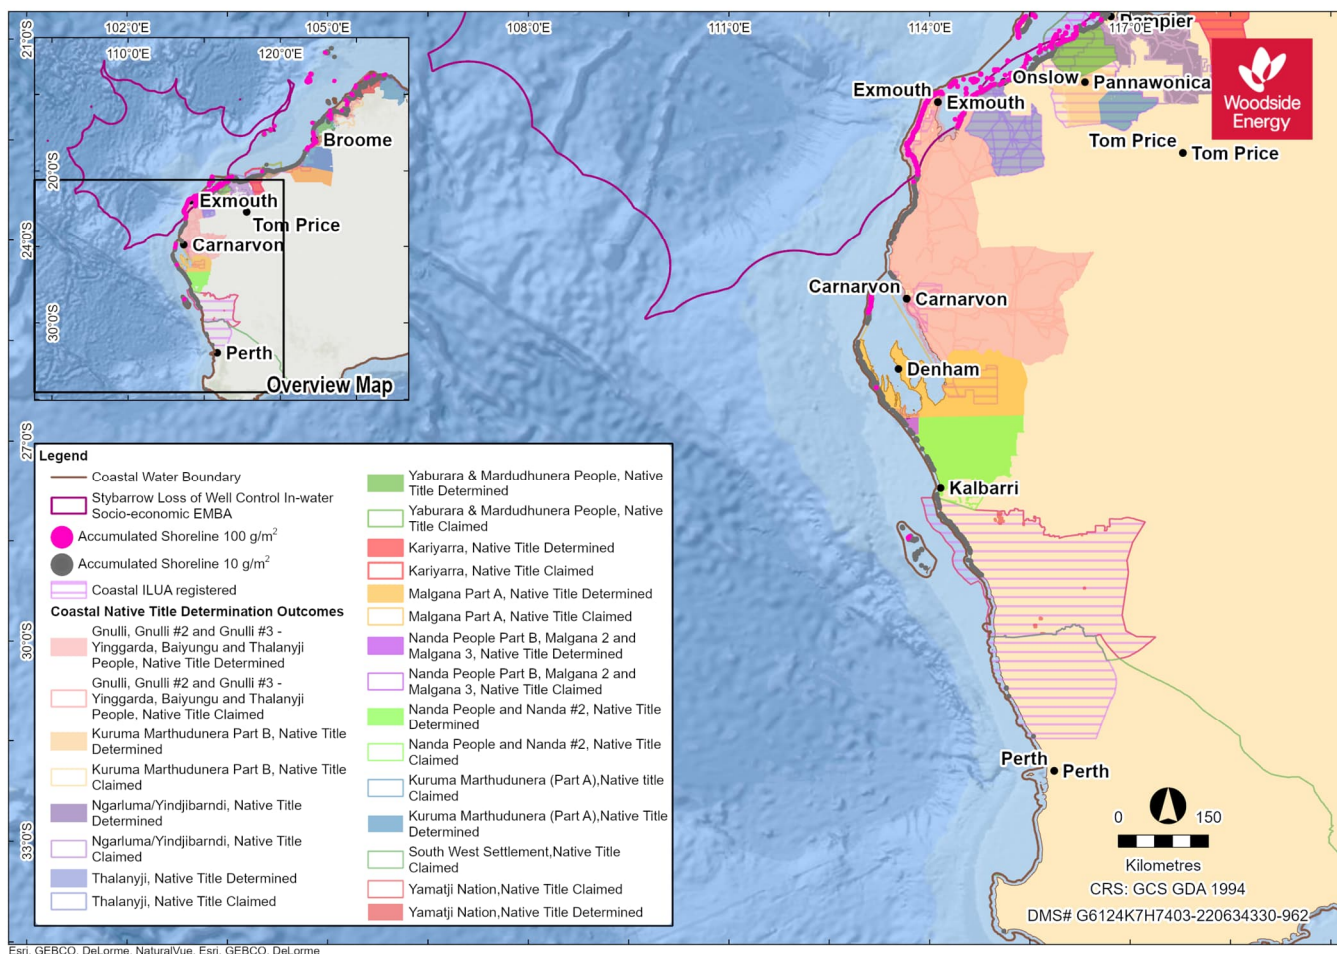 102°0'E
105°0'E
108°0'E
111°0'E
114°0'E
117°0'E
21°0'S
24°0'S
27°0'S
30°0'S
33°0'S
110°0'E
120°0'E
20°0'S
30°0'S
Broome
Exmouth
Tom Price
Carnarvon
Perth
Overview Map
Dampier
Onslow
Pannawonica
Exmouth
Exmouth
Tom Price
Tom Price
Carnarvon
Carnarvon
Denham
Kalbarri
Perth
Perth
Woodside
Energy
Legend
Coastal Water Boundary
Stybarrow Loss of Well Control In-water
Socio-economic EMBA
Accumulated Shoreline 100 g/m²
Accumulated Shoreline 10 g/m²
Coastal ILUA registered
Coastal Native Title Determination Outcomes
Gnulli, Gnulli #2 and Gnulli #3 -
Yinggarda, Baiyungu and Thalanyji
People, Native Title Determined
Gnulli, Gnulli #2 and Gnulli #3 -
Yinggarda, Baiyungu and Thalanyji
People, Native Title Claimed
Kuruma Marthudunera Part B, Native Title
Determined
Kuruma Marthudunera Part B, Native Title
Claimed
Ngarluma/Yindjibarndi, Native Title
Determined
Ngarluma/Yindjibarndi, Native Title
Claimed
Thalanyji, Native Title Determined
Thalanyji, Native Title Claimed
Yaburara & Mardudhunera People, Native
Title Determined
Yaburara & Mardudhunera People, Native
Title Claimed
Kariyarra, Native Title Determined
Kariyarra, Native Title Claimed
Malgana Part A, Native Title Determined
Malgana Part A, Native Title Claimed
Nanda People Part B, Malgana 2 and
Malgana 3, Native Title Determined
Nanda People Part B, Malgana 2 and
Malgana 3, Native Title Claimed
Nanda People and Nanda #2, Native Title
Determined
Nanda People and Nanda #2, Native Title
Claimed
Kuruma Marthudunera (Part A),Native title
Claimed
Kuruma Marthudunera (Part A),Native Title
Determined
South West Settlement,Native Title
Claimed
Yamatji Nation,Native Title Claimed
Yamatji Nation,Native Title Determined
0 150
Kilometres
CRS: GCS GDA 1994
DMS# G6124K7H7403-220634330-962
Esri, GEBCO, DeLorme, NaturalVue, Esri, GEBCO, DeLorme